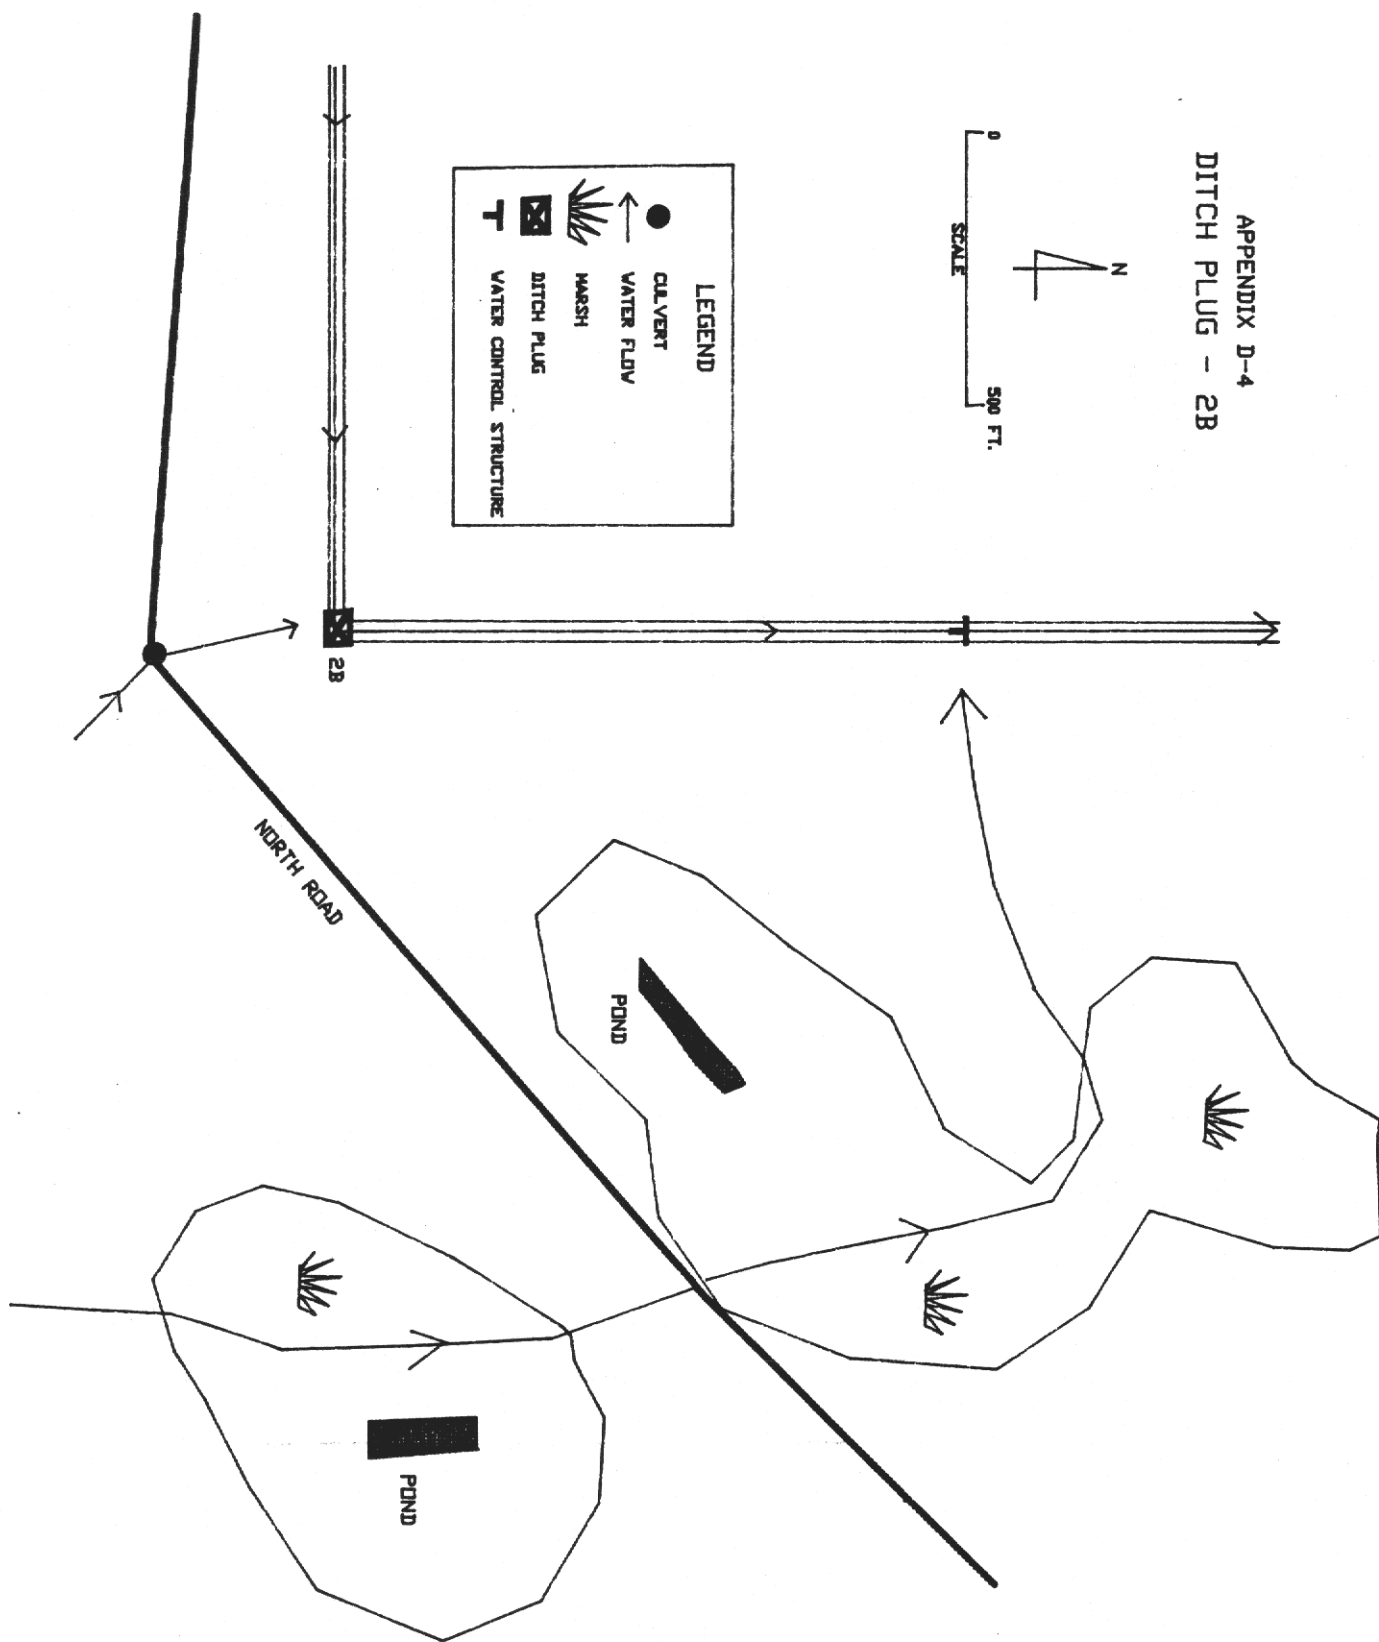 APPENDIX D-4
DITCH PLUG - 2B
N
0
500 FT.
SCALE
LEGEND
CULVERT
WATER FLOW
MARSH
DITCH PLUG
WATER CONTROL STRUCTURE
2B
NORTH ROAD
POND
POND